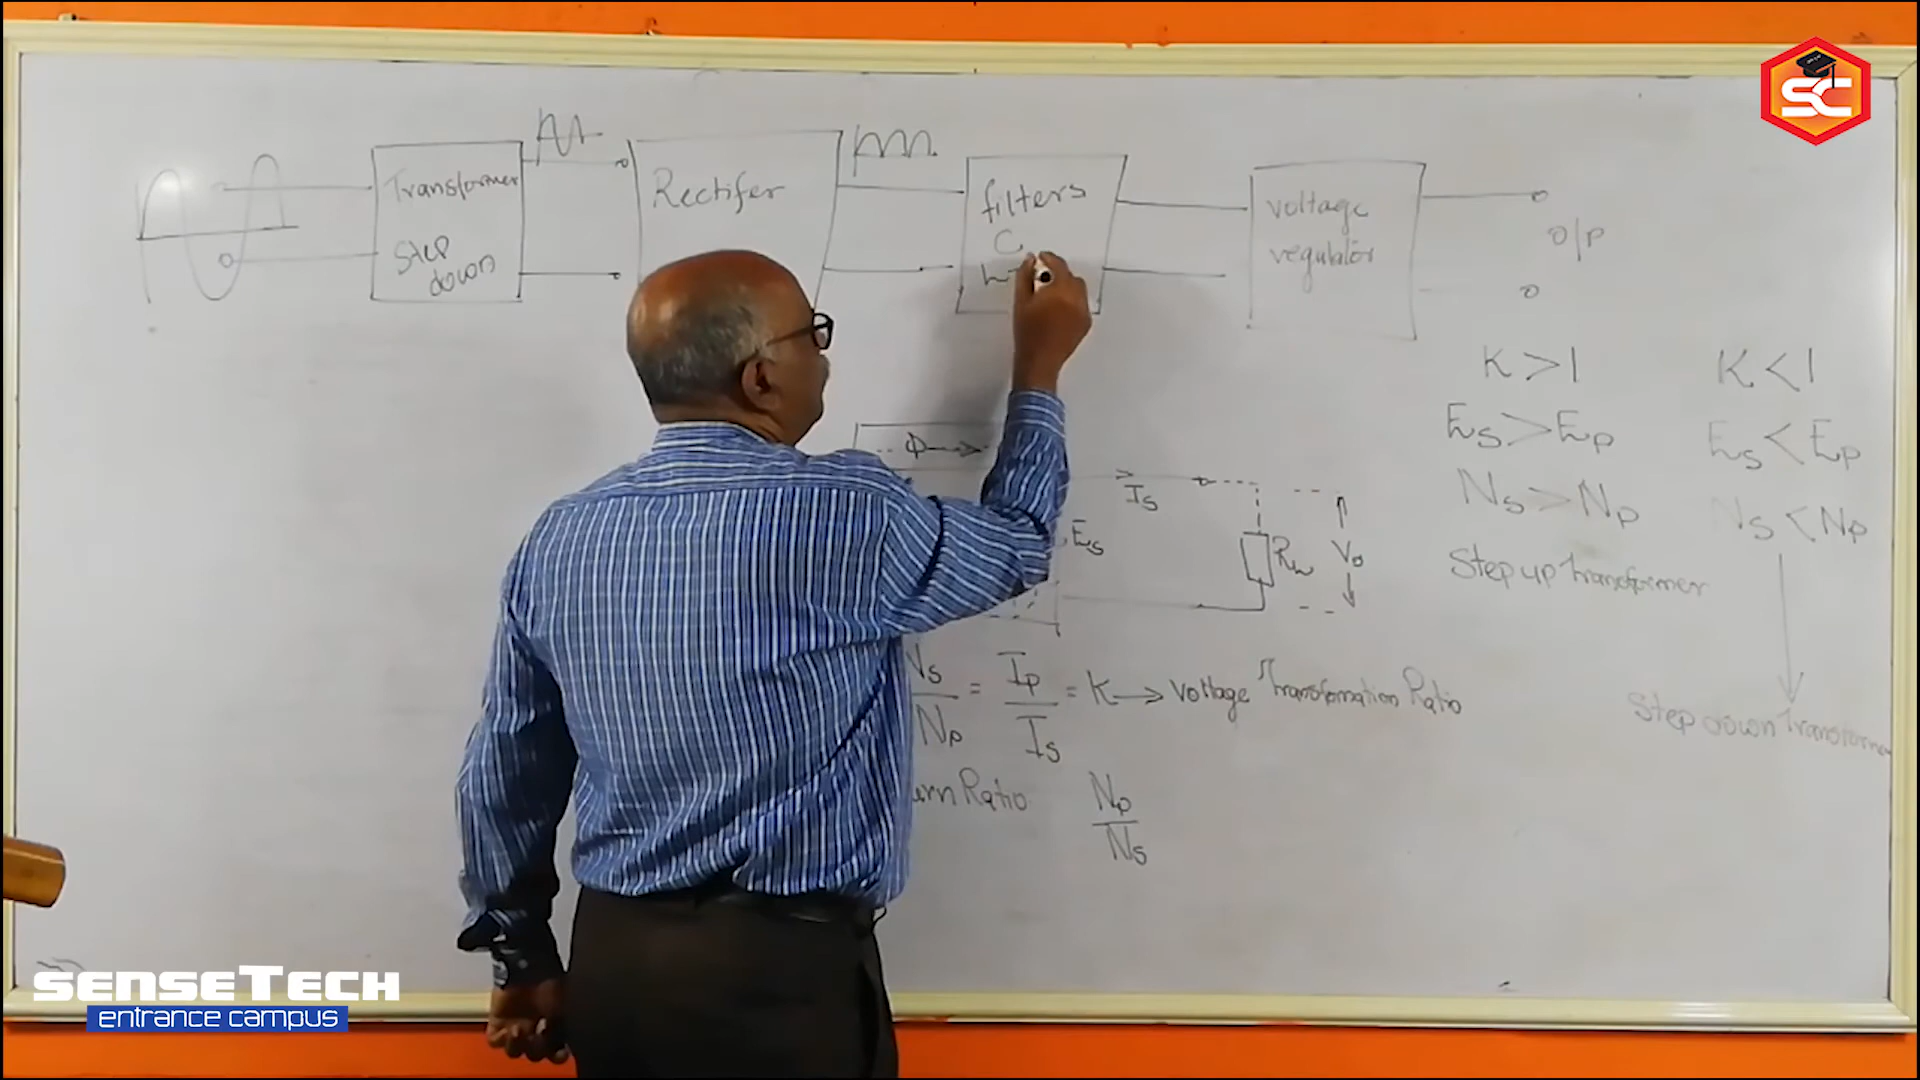 Transformer
Step
down
Rectifer
filters
C
L
voltage
regulator
O/P
K>1
Es>Ep
Ns>Np
Step up Transformer
K<1
Es<Ep
Ns<Np
Step down Transformer
Φ
Is
Es
RL
Vo
Ns/Np = Ip/Is = K → Voltage Transformation Ratio
Ratio Np/Ns
SC
SENSETECH
entrance campus